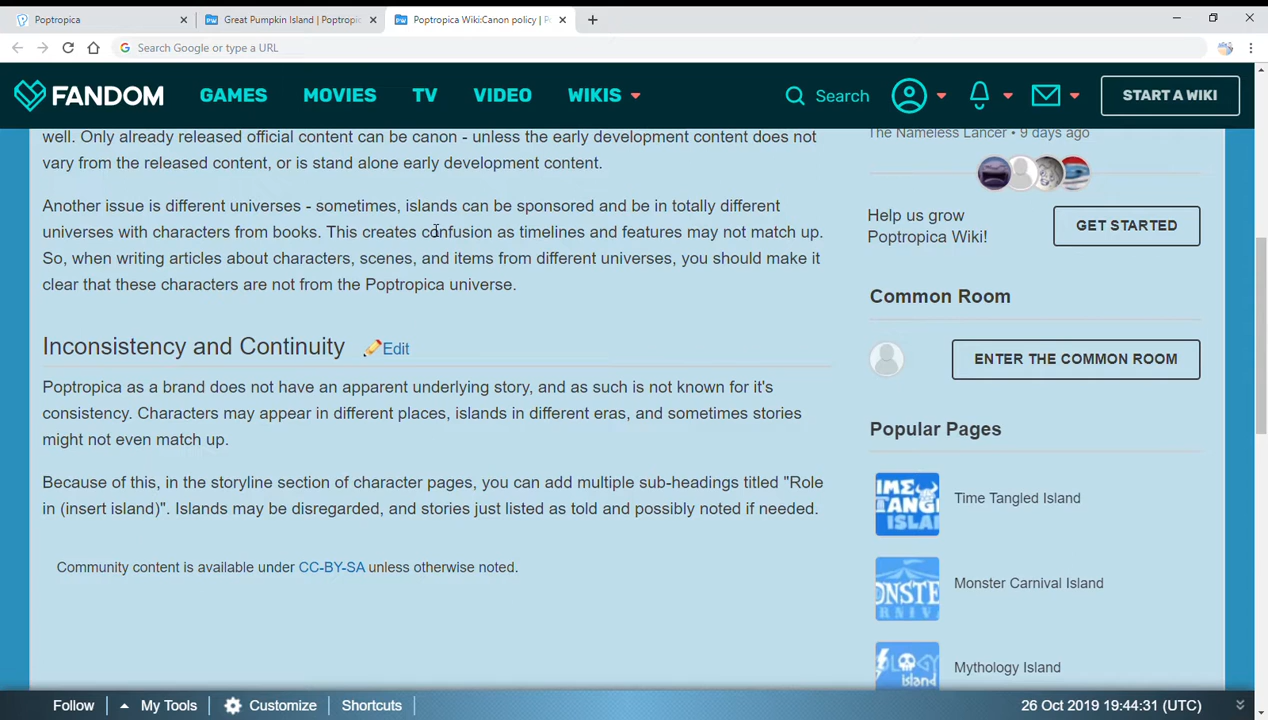 Poptropica
Great Pumpkin Island | Poptropic
Poptropica Wiki:Canon policy | P
Search Google or type a URL
FANDOM
GAMES
MOVIES
TV
VIDEO
WIKIS
Search
START A WIKI
well. Only already released official content can be canon - unless the early development content does not
vary from the released content, or is stand alone early development content.
Another issue is different universes - sometimes, islands can be sponsored and be in totally different
universes with characters from books. This creates confusion as timelines and features may not match up.
So, when writing articles about characters, scenes, and items from different universes, you should make it
clear that these characters are not from the Poptropica universe.
Inconsistency and Continuity
Edit
Poptropica as a brand does not have an apparent underlying story, and as such is not known for it's
consistency. Characters may appear in different places, islands in different eras, and sometimes stories
might not even match up.
Because of this, in the storyline section of character pages, you can add multiple sub-headings titled "Role
in (insert island)". Islands may be disregarded, and stories just listed as told and possibly noted if needed.
Community content is available under CC-BY-SA unless otherwise noted.
The Nameless Lancer • 9 days ago
Help us grow
Poptropica Wiki!
GET STARTED
Common Room
ENTER THE COMMON ROOM
Popular Pages
Time Tangled Island
Monster Carnival Island
Mythology Island
Follow
My Tools
Customize
Shortcuts
26 Oct 2019 19:44:31 (UTC)